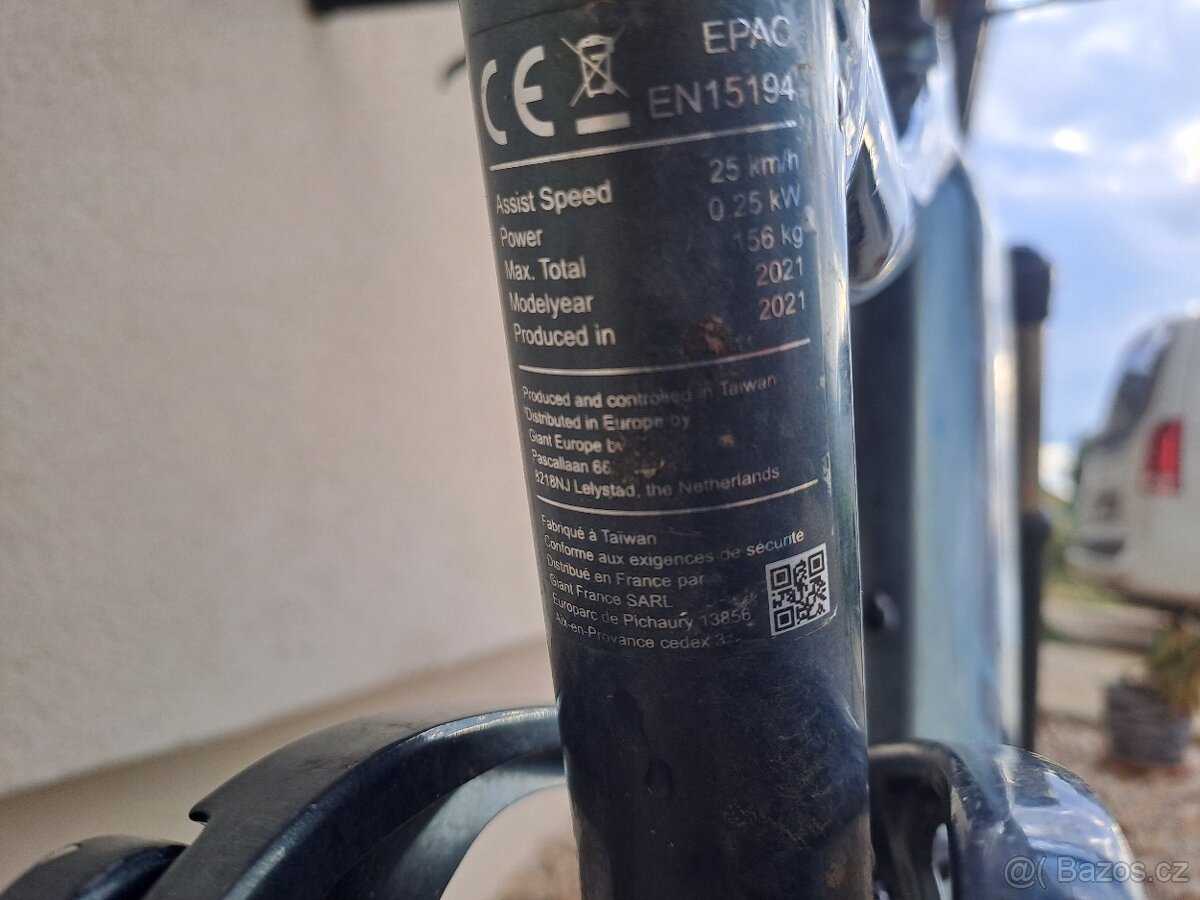 CE EPAC
EN15194
Assist Speed 25 km/h
Power 0.25 kW
Max. Total 156 kg
Modelyear 2021
Produced in 2021
Produced and controlled in Taiwan
*Distributed in Europe by
Giant Europe bv
Pascallaan 66
8218NJ Lelystad, the Netherlands
Fabriqué à Taiwan
Conforme aux exigences de sécurité
Distribué en France par
Giant France SARL
Europarc de Pichaury 13856
Aix-en-Provance cedex
@( Bazos.cz